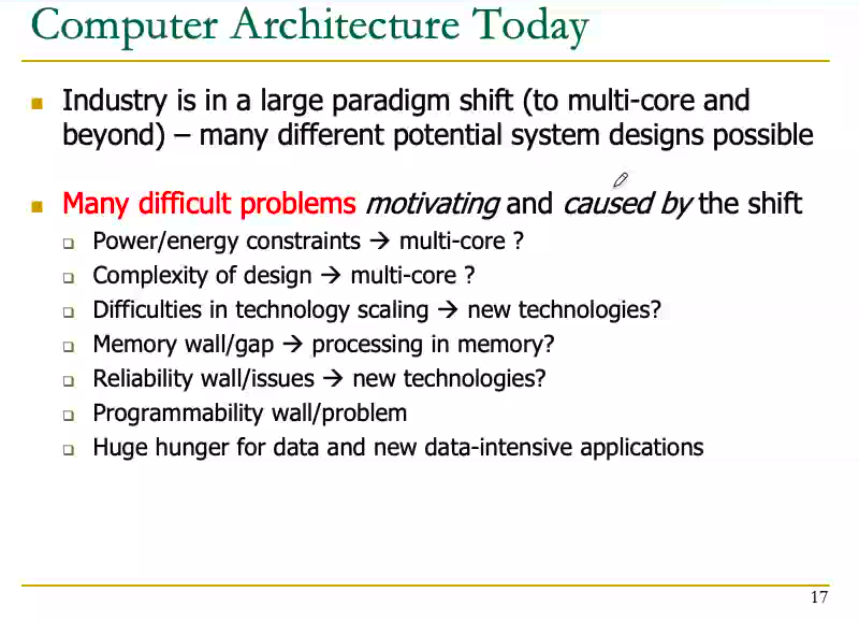 Computer Architecture Today
Industry is in a large paradigm shift (to multi-core and
beyond) – many different potential system designs possible
Many difficult problems motivating and caused by the shift
Power/energy constraints → multi-core ?
Complexity of design → multi-core ?
Difficulties in technology scaling → new technologies?
Memory wall/gap → processing in memory?
Reliability wall/issues → new technologies?
Programmability wall/problem
Huge hunger for data and new data-intensive applications
17